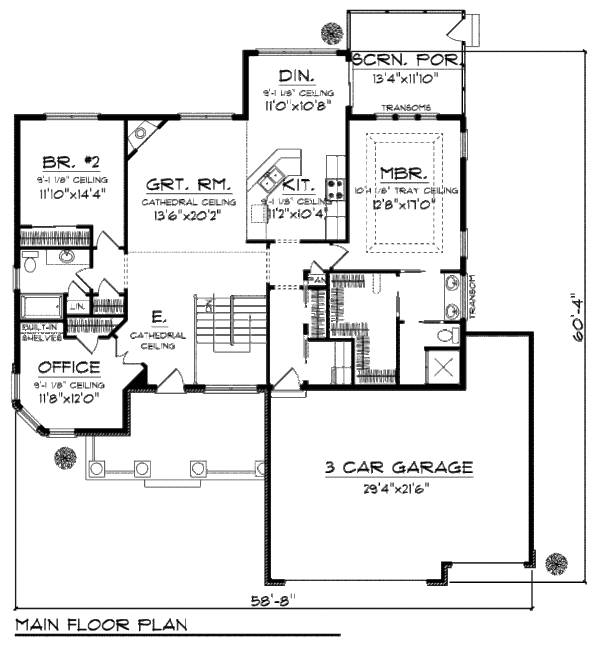 SCRN. POR.
13'4"x11'10"
DIN.
9'-1 1/8" CEILING
11'0"x10'8"
TRANSOMS
BR. #2
9'-1 1/8" CEILING
11'10"x14'4"
GRT. RM.
CATHEDRAL CEILING
13'6"x20'2"
KIT.
9'-1 1/8" CEILING
11'2"x10'4"
MBR.
10'-1 1/8" TRAY CEILING
12'8"x17'0"
PAN.
LIN.
DN.
TRANSOM
BUILT-IN
SHELVES
E.
CATHEDRAL
CEILING
OFFICE
9'-1 1/8" CEILING
11'8"x12'0"
60'-4"
3 CAR GARAGE
29'4"x21'6"
58'-8"
MAIN FLOOR PLAN